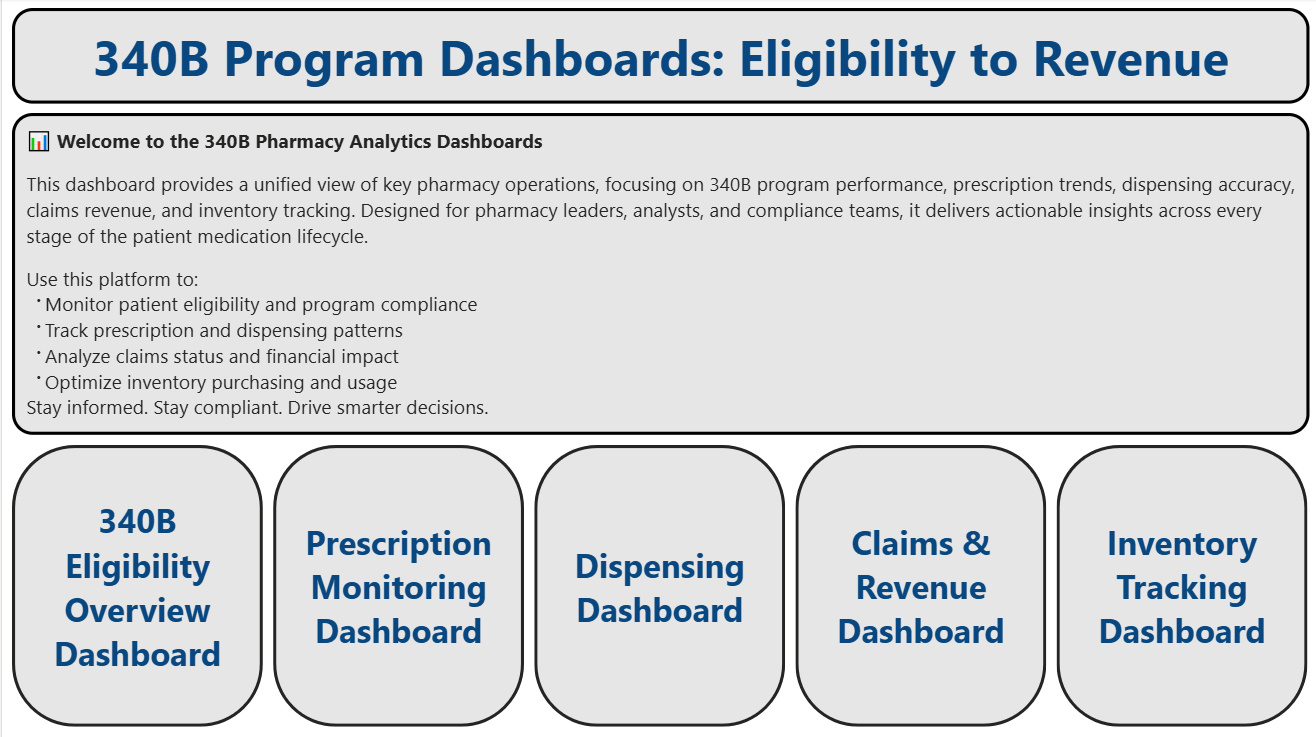 340B Program Dashboards: Eligibility to Revenue
📊 Welcome to the 340B Pharmacy Analytics Dashboards
This dashboard provides a unified view of key pharmacy operations, focusing on 340B program performance, prescription trends, dispensing accuracy,
claims revenue, and inventory tracking. Designed for pharmacy leaders, analysts, and compliance teams, it delivers actionable insights across every
stage of the patient medication lifecycle.
Use this platform to:
· Monitor patient eligibility and program compliance
· Track prescription and dispensing patterns
· Analyze claims status and financial impact
· Optimize inventory purchasing and usage
Stay informed. Stay compliant. Drive smarter decisions.
340B
Eligibility
Overview
Dashboard
Prescription
Monitoring
Dashboard
Dispensing
Dashboard
Claims &
Revenue
Dashboard
Inventory
Tracking
Dashboard